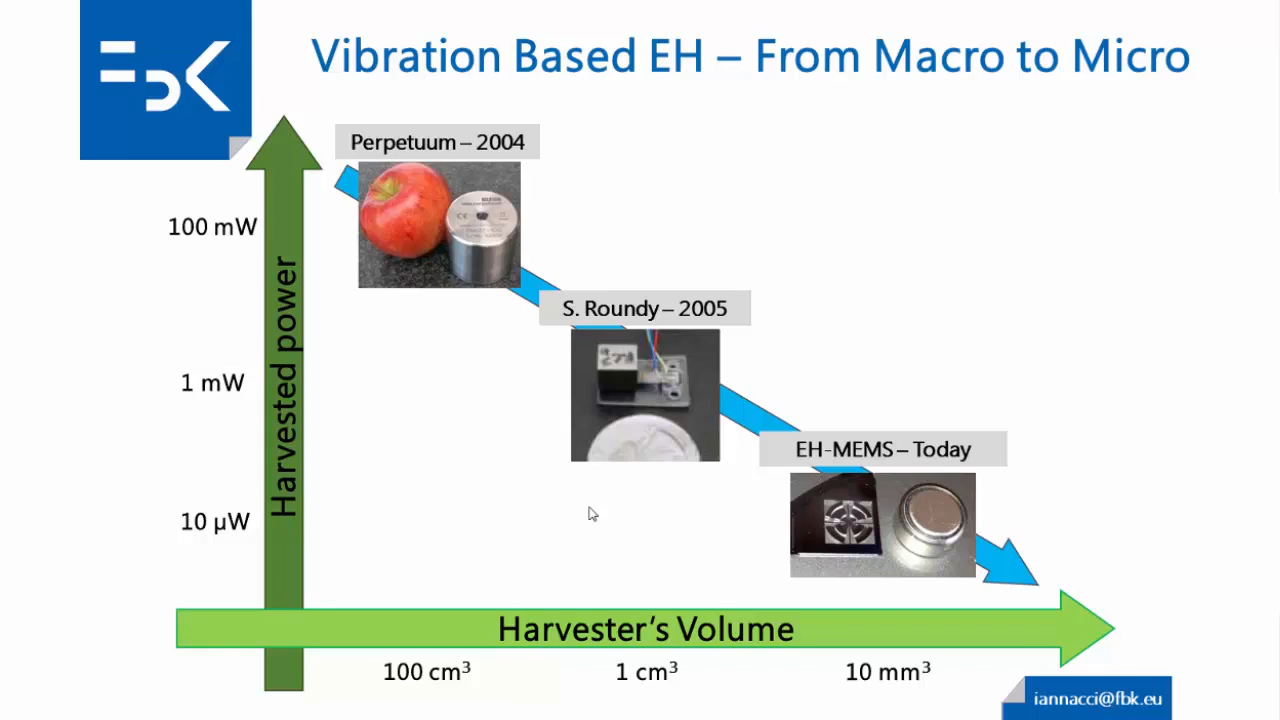 FBK
Vibration Based EH – From Macro to Micro
Perpetuum – 2004
100 mW
S. Roundy – 2005
1 mW
EH-MEMS – Today
10 µW
Harvested power
Harvester's Volume
100 cm³
1 cm³
10 mm³
iannacci@fbk.eu